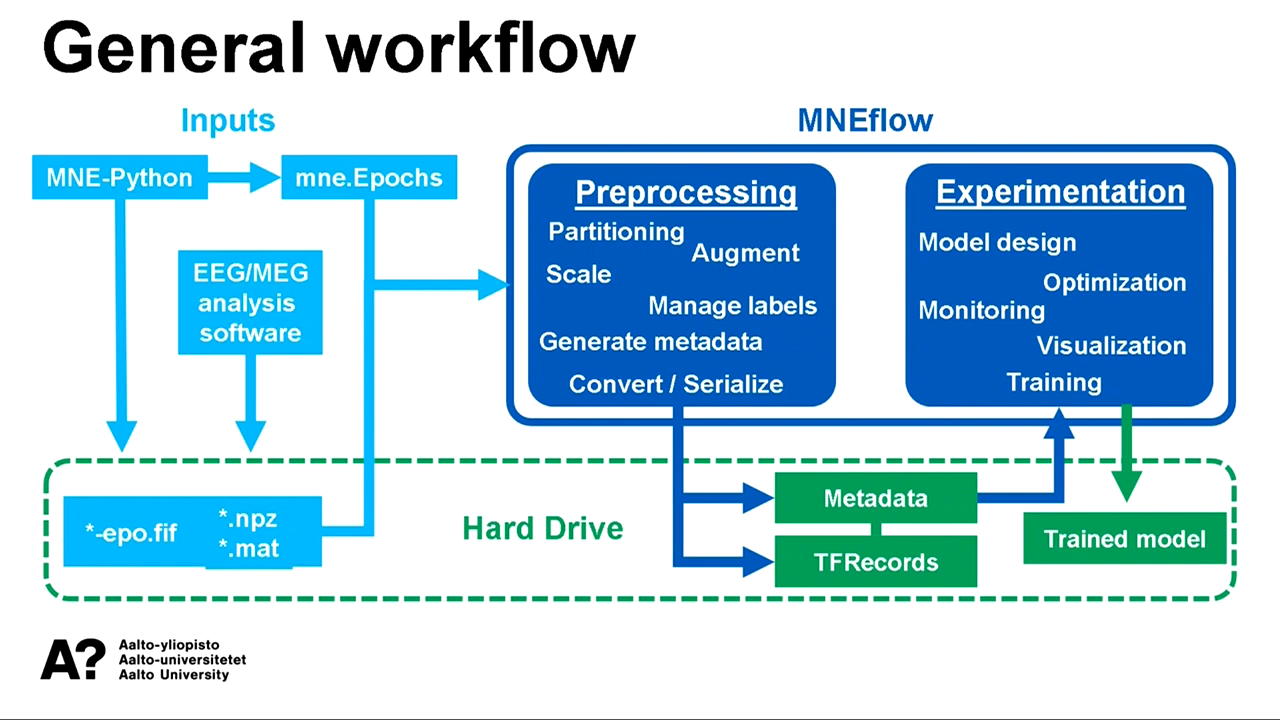 General workflow
Inputs
MNEflow
MNE-Python
mne.Epochs
EEG/MEG
analysis
software
Preprocessing
Partitioning
Augment
Scale
Manage labels
Generate metadata
Convert / Serialize
Experimentation
Model design
Optimization
Monitoring
Visualization
Training
*-epo.fif
*.npz
*.mat
Hard Drive
Metadata
TFRecords
Trained model
A?
Aalto-yliopisto
Aalto-universitetet
Aalto University